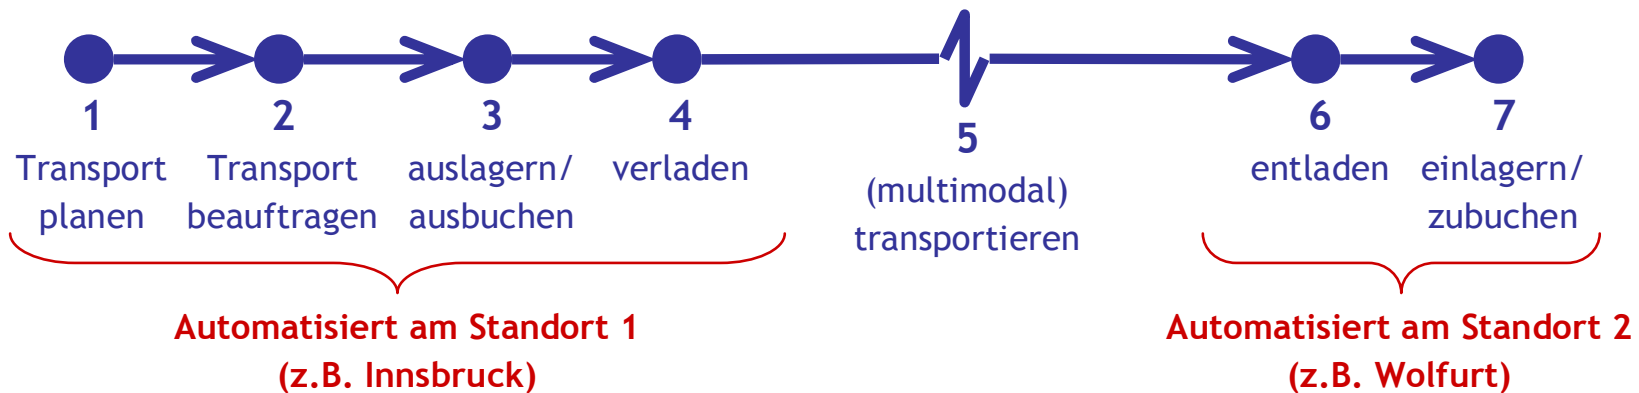 1
Transport
planen
2
Transport
beauftragen
3
auslagern/
ausbuchen
4
verladen
5
(multimodal)
transportieren
6
entladen
7
einlagern/
zubuchen
Automatisiert am Standort 1
(z.B. Innsbruck)
Automatisiert am Standort 2
(z.B. Wolfurt)